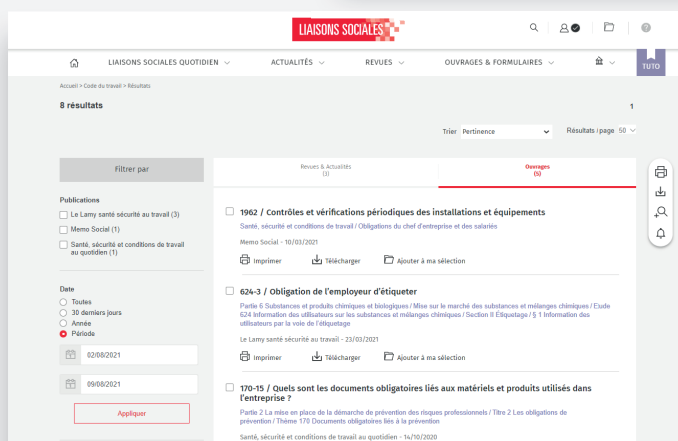 LIAISONS SOCIALES
LIAISONS SOCIALES QUOTIDIEN
ACTUALITÉS
REVUES
OUVRAGES & FORMULAIRES
TUTO
Accueil > Code du travail > Résultats
8 résultats
1
Trier Pertinence
Résultats / page 50
Filtrer par
Revues & Actualités
(3)
Ouvrages
(5)
Publications
Le Lamy santé sécurité au travail (3)
Memo Social (1)
Santé, sécurité et conditions de travail
au quotidien (1)
Date
Toutes
30 derniers jours
Année
Période
02/08/2021
09/08/2021
Appliquer
1962 / Contrôles et vérifications périodiques des installations et équipements
Santé, sécurité et conditions de travail / Obligations du chef d'entreprise et des salariés
Memo Social - 10/03/2021
Imprimer Télécharger Ajouter à ma sélection
624-3 / Obligation de l'employeur d'étiqueter
Partie 6 Substances et produits chimiques et biologiques / Mise sur le marché des substances et mélanges chimiques / Etude
624 Information des utilisateurs sur les substances et mélanges chimiques / Section II Étiquetage / § 1 Information des
utilisateurs par la voie de l'étiquetage
Le Lamy santé sécurité au travail - 23/03/2021
Imprimer Télécharger Ajouter à ma sélection
170-15 / Quels sont les documents obligatoires liés aux matériels et produits utilisés dans
l'entreprise ?
Partie 2 La mise en place de la démarche de prévention des risques professionnels / Titre 2 Les obligations de
prévention / Thème 170 Documents obligatoires liés à la prévention
Santé, sécurité et conditions de travail au quotidien - 14/10/2020